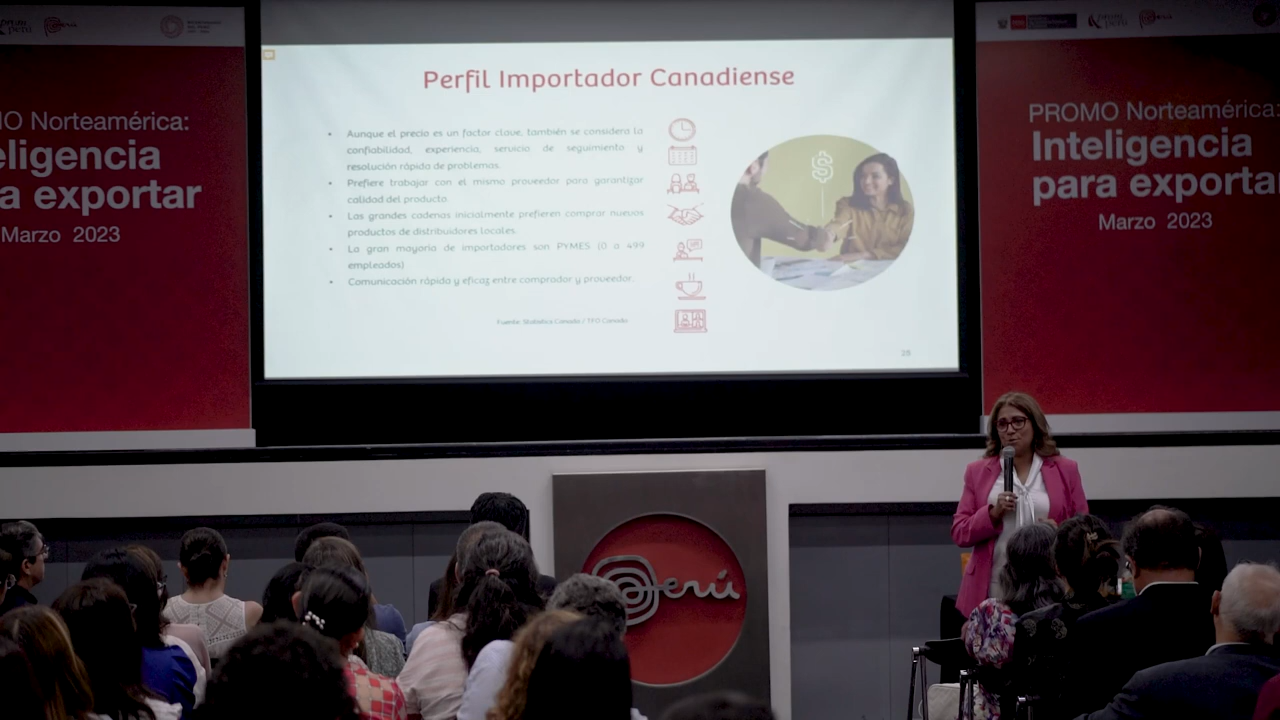 Perfil Importador Canadiense
• Aunque el precio es un factor clave, también se considera la
confiabilidad, experiencia, servicio de seguimiento y
resolución rápida de problemas.
• Prefiere trabajar con el mismo proveedor para garantizar
calidad del producto.
• Las grandes cadenas inicialmente prefieren comprar nuevos
productos de distribuidores locales.
• La gran mayoría de importadores son PYMES (0 a 499
empleados)
• Comunicación rápida y eficaz entre comprador y proveedor.
Fuente: Statistics Canada / TFO Canada
25
MO Norteamérica:
eligencia
a exportar
Marzo 2023
PROMO Norteamérica:
Inteligencia
para exportar
Marzo 2023
Perú